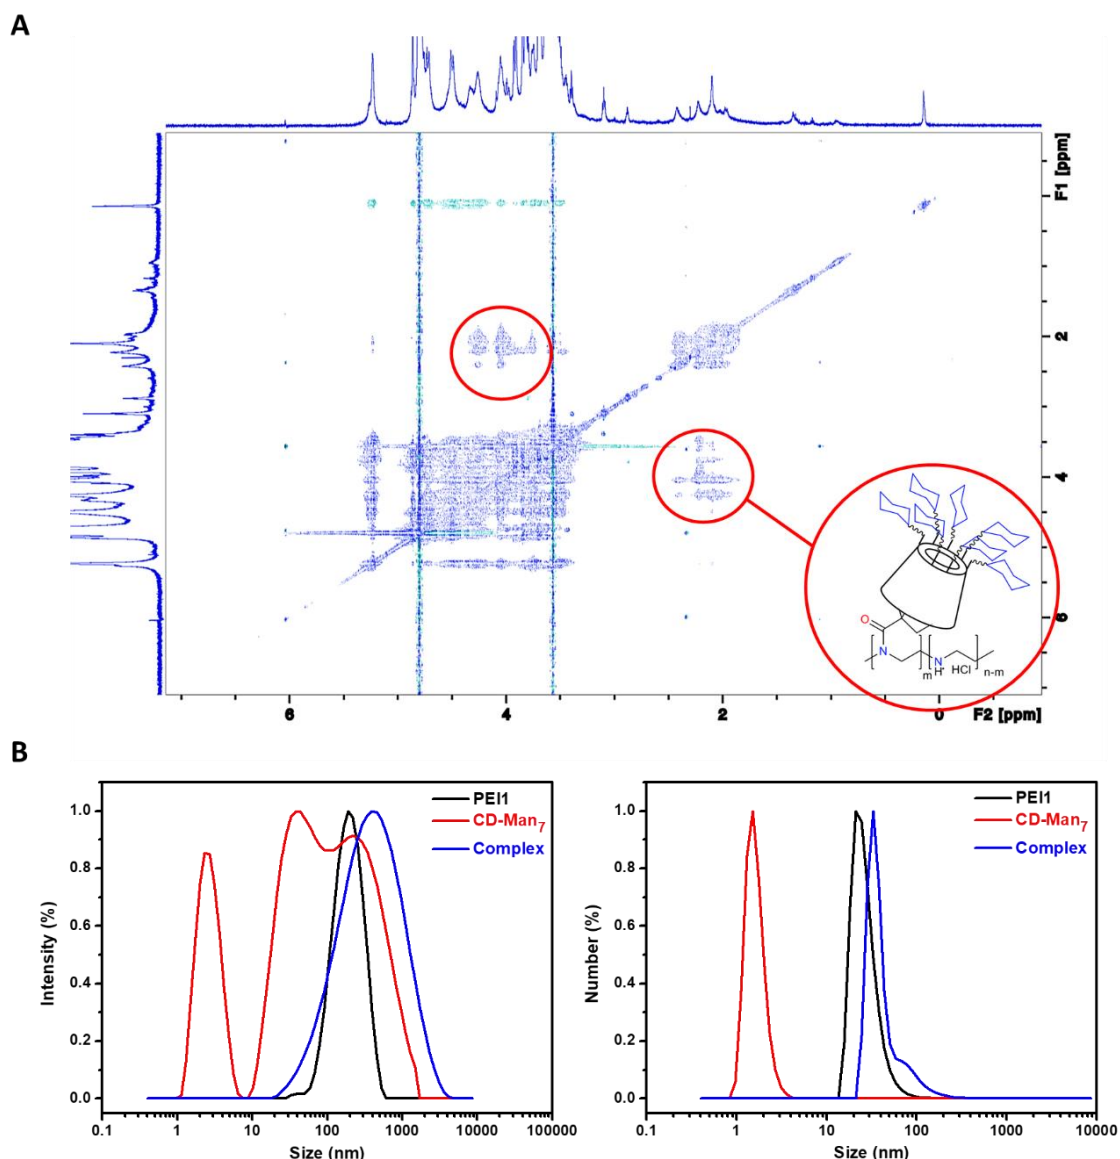 A
F1 [ppm]
2
4
6
6
4
2
0
F2 [ppm]
O
N
m
N
H
HCl
n-m
B
1.0
0.8
0.6
0.4
0.2
0.0
Intensity (%)
PEI1
CD-Man7
Complex
0.1
1
10
100
1000
10000
100000
Size (nm)
1.0
0.8
0.6
0.4
0.2
0.0
Number (%)
PEI1
CD-Man7
Complex
0.1
1
10
100
1000
10000
Size (nm)